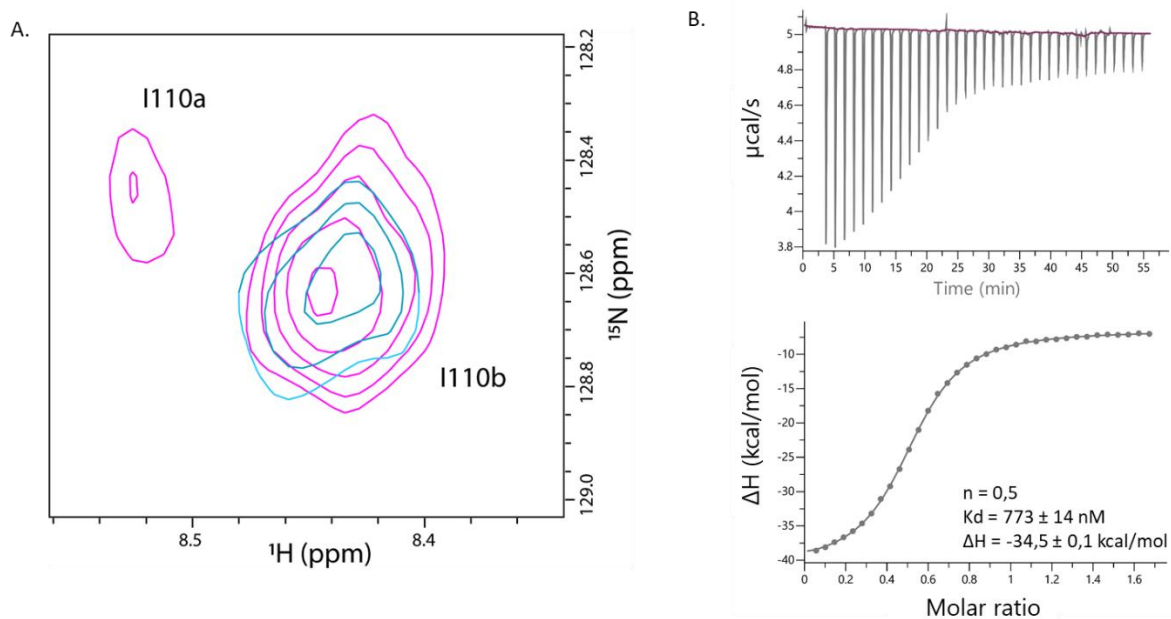 A.
I110a
I110b
128.2
128.4
128.6
128.8
129.0
¹⁵N (ppm)
8.5
8.4
¹H (ppm)
B.
5
4.8
4.6
4.4
4.2
4
3.8
µcal/s
0 5 10 15 20 25 30 35 40 45 50 55
Time (min)
-10
-15
-20
-25
-30
-35
-40
ΔH (kcal/mol)
n = 0,5
Kd = 773 ± 14 nM
ΔH = -34,5 ± 0,1 kcal/mol
0 0.2 0.4 0.6 0.8 1 1.2 1.4 1.6
Molar ratio